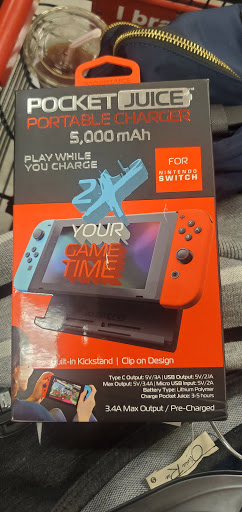 POCKET JUICE
PORTABLE CHARGER
5,000 mAh
PLAY WHILE
YOU CHARGE
FOR
NINTENDO
SWITCH
2X
YOUR
GAME
TIME
Built-in Kickstand | Clip on Design
Type C Output: 5V/3A | USB Output: 5V/2.1A
Max Output: 5V/3.4A | Micro USB Input: 5V/2A
Battery Type: Lithium Polymer
Charge Pocket Juice: 3-5 hours
3.4A Max Output / Pre-Charged